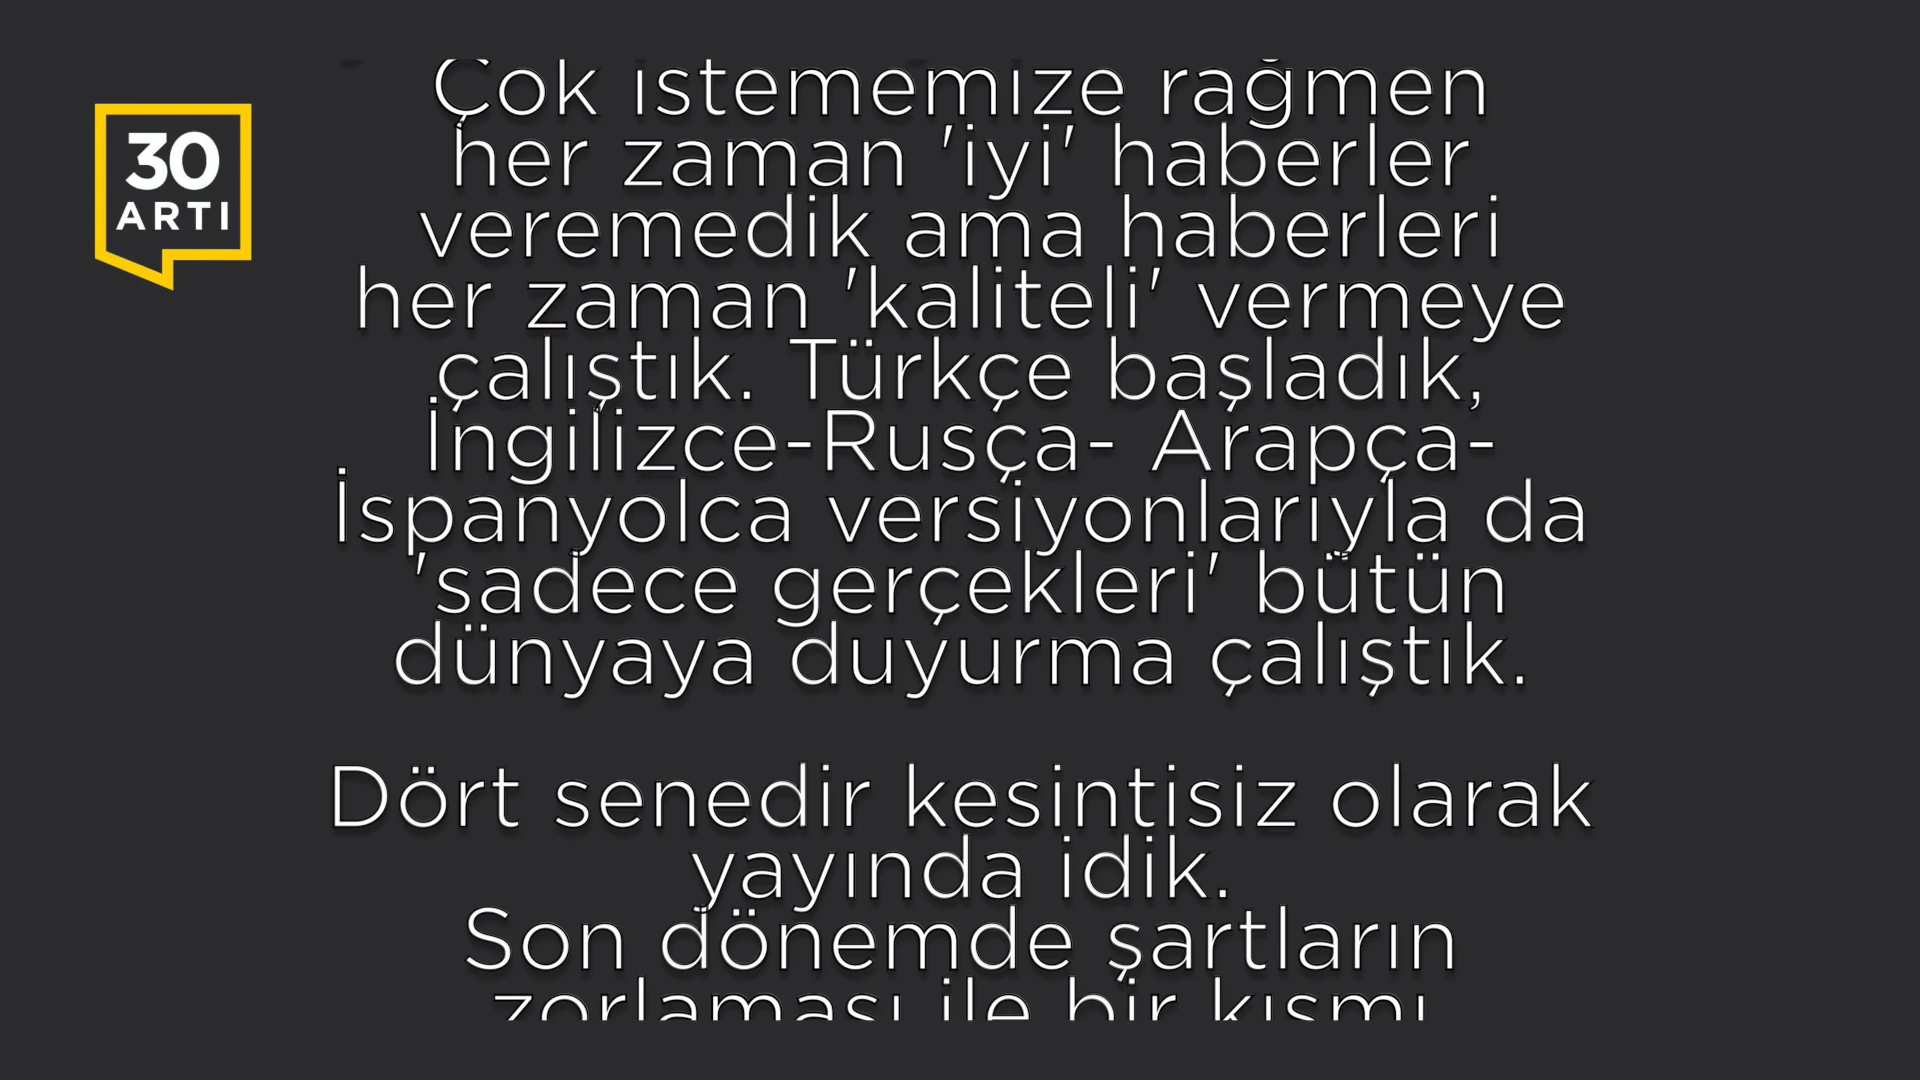 30
ARTI
Çok istememize rağmen
her zaman 'iyi' haberler
veremedik ama haberleri
her zaman 'kaliteli' vermeye
çalıştık. Türkçe başladık,
İngilizce-Rusça- Arapça-
İspanyolca versiyonlarıyla da
'sadece gerçekleri' bütün
dünyaya duyurma çalıştık.
Dört senedir kesintisiz olarak
yayında idik.
Son dönemde şartların
zorlaması ile bir kısmı